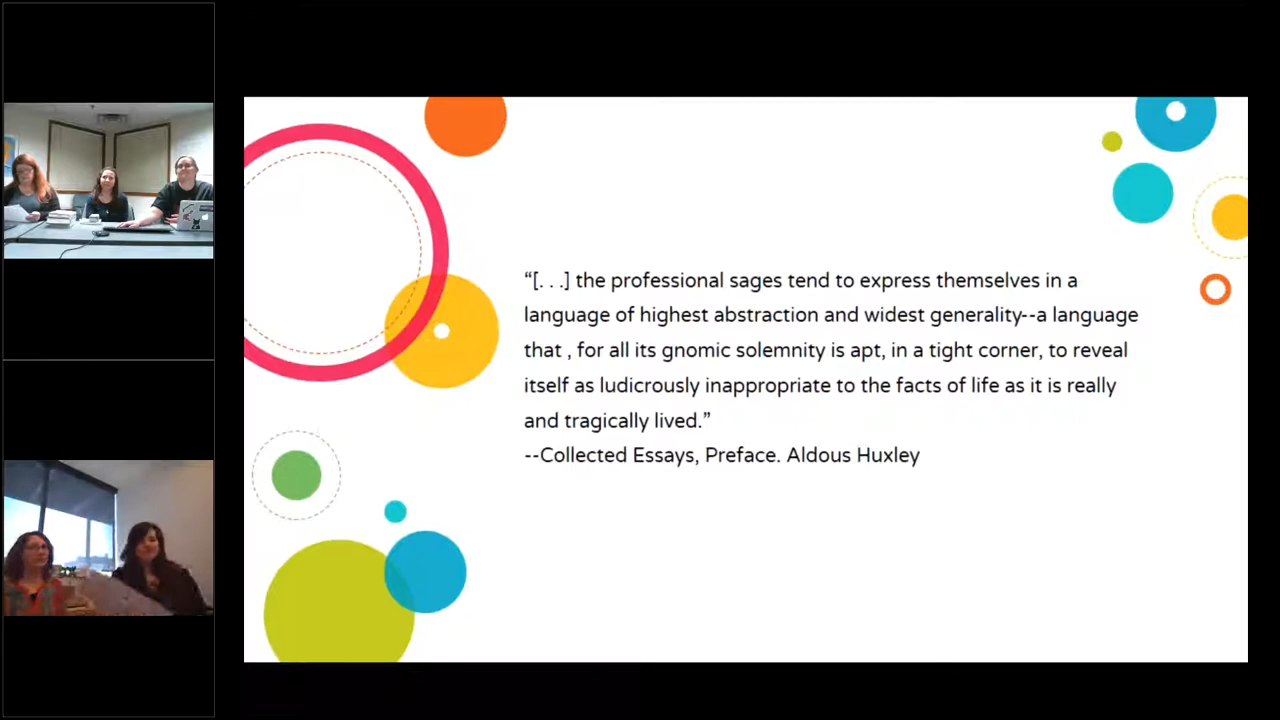 “[. . .] the professional sages tend to express themselves in a
language of highest abstraction and widest generality--a language
that , for all its gnomic solemnity is apt, in a tight corner, to reveal
itself as ludicrously inappropriate to the facts of life as it is really
and tragically lived.”
--Collected Essays, Preface. Aldous Huxley